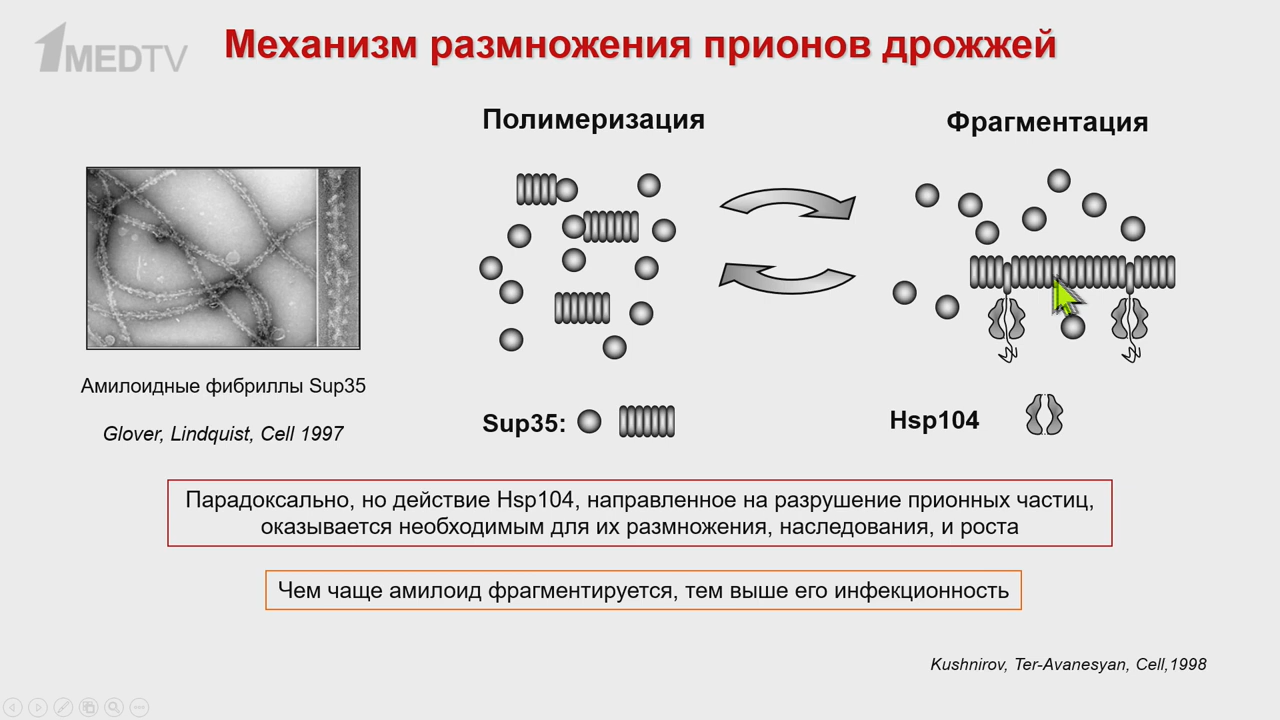 1MEDTV
Механизм размножения прионов дрожжей
Полимеризация
Фрагментация
Амилоидные фибриллы Sup35
Glover, Lindquist, Cell 1997
Sup35:
Hsp104
Парадоксально, но действие Hsp104, направленное на разрушение прионных частиц,
оказывается необходимым для их размножения, наследования, и роста
Чем чаще амилоид фрагментируется, тем выше его инфекционность
Kushnirov, Ter-Avanesyan, Cell,1998